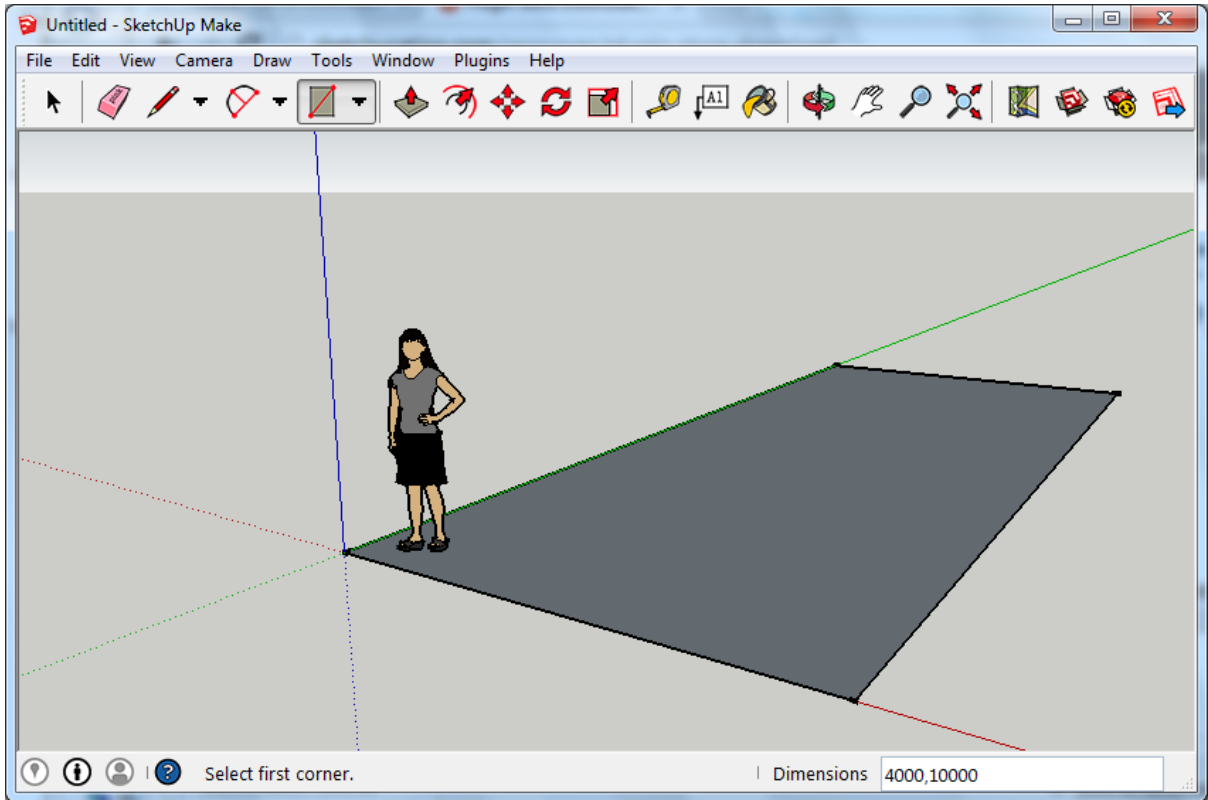 Untitled - SketchUp Make
File Edit View Camera Draw Tools Window Plugins Help
A1
Select first corner.
Dimensions 4000,10000